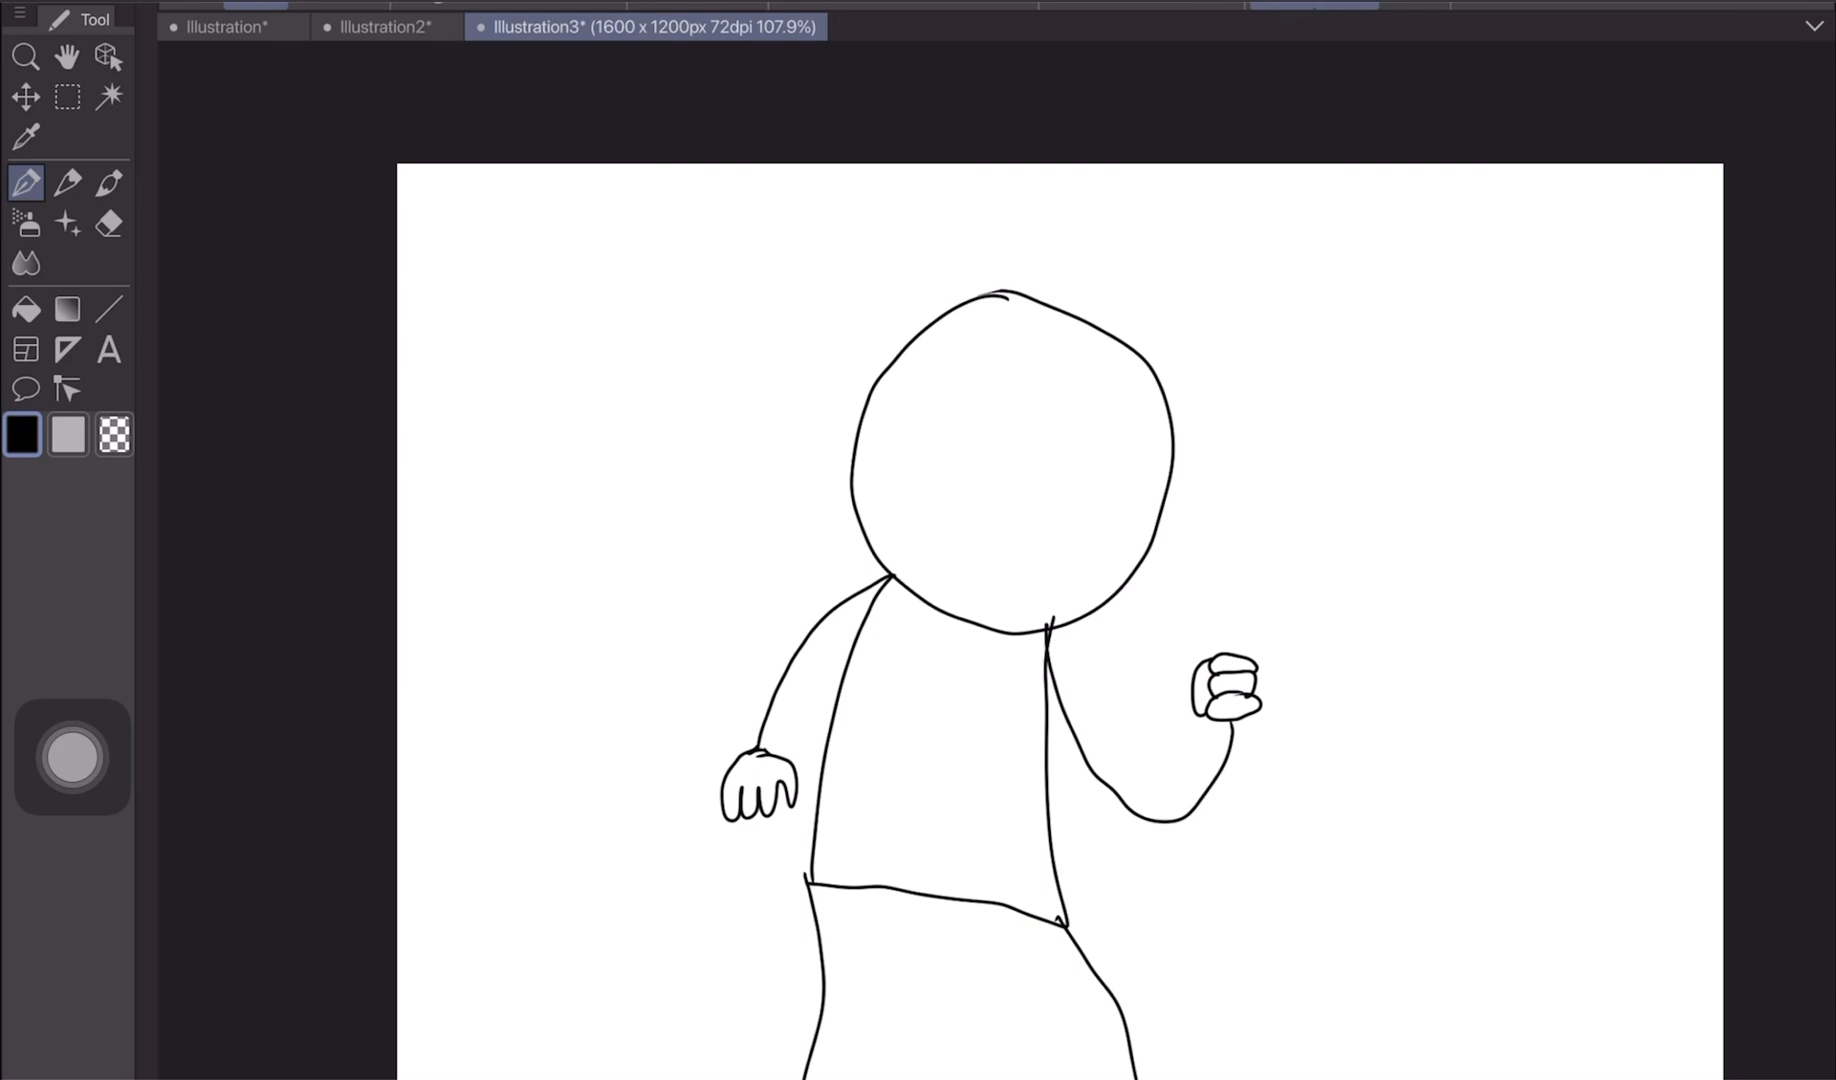 Tool
Illustration*
Illustration2*
Illustration3* (1600 x 1200px 72dpi 107.9%)
A